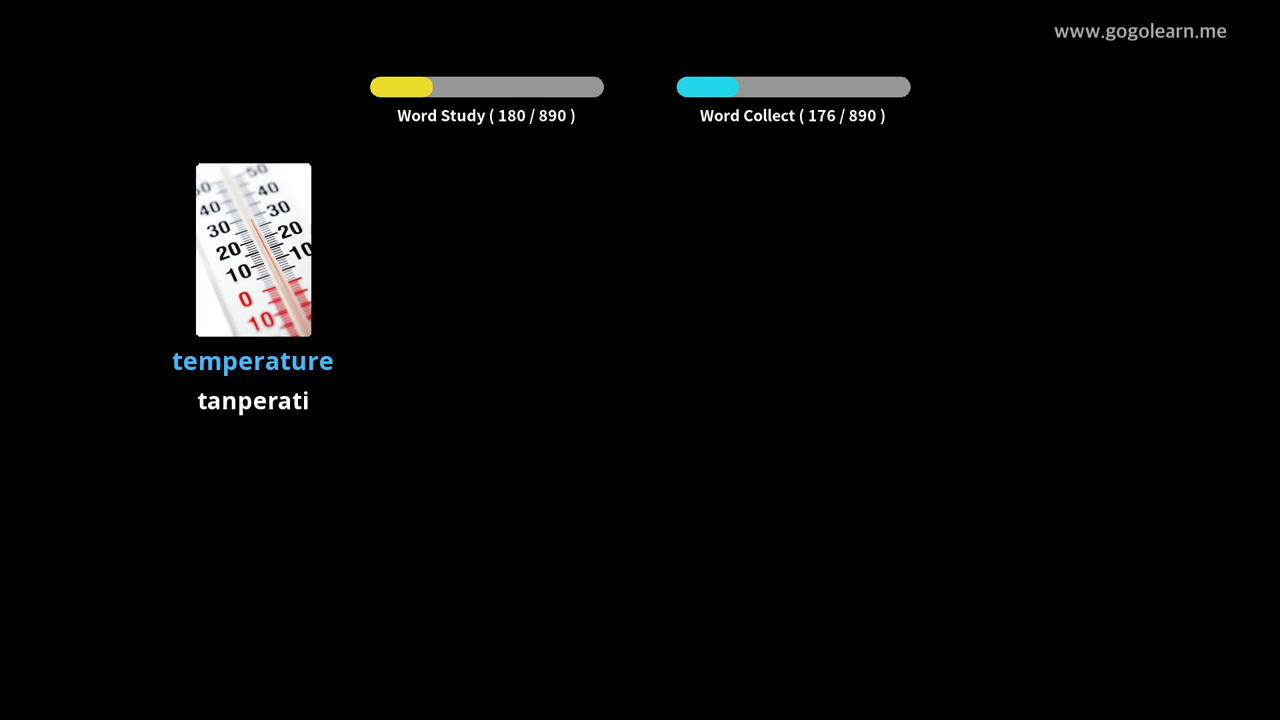 www.gogolearn.me
Word Study ( 180 / 890 )
Word Collect ( 176 / 890 )
50
50
40
40
30
30
20
20
10
10
0
10
temperature
tanperati